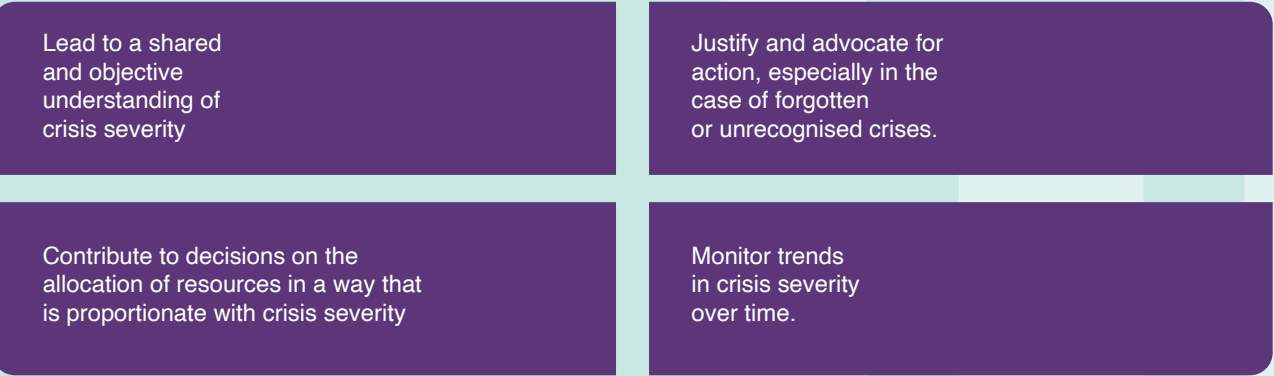 Lead to a shared
and objective
understanding of
crisis severity
Justify and advocate for
action, especially in the
case of forgotten
or unrecognised crises.
Contribute to decisions on the
allocation of resources in a way that
is proportionate with crisis severity
Monitor trends
in crisis severity
over time.